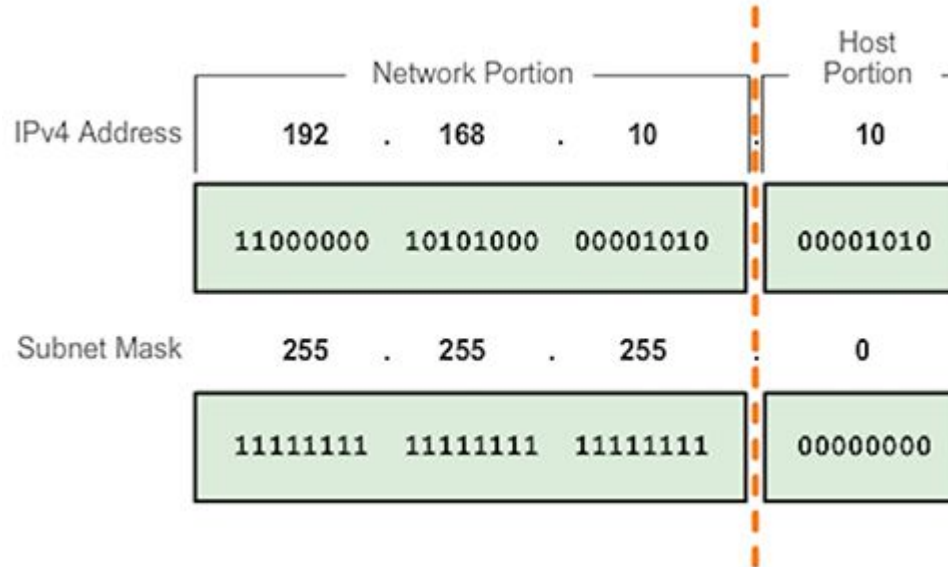 Network Portion
Host
Portion
IPv4 Address 192 . 168 . 10 . 10
11000000 10101000 00001010 00001010
Subnet Mask 255 . 255 . 255 . 0
11111111 11111111 11111111 00000000